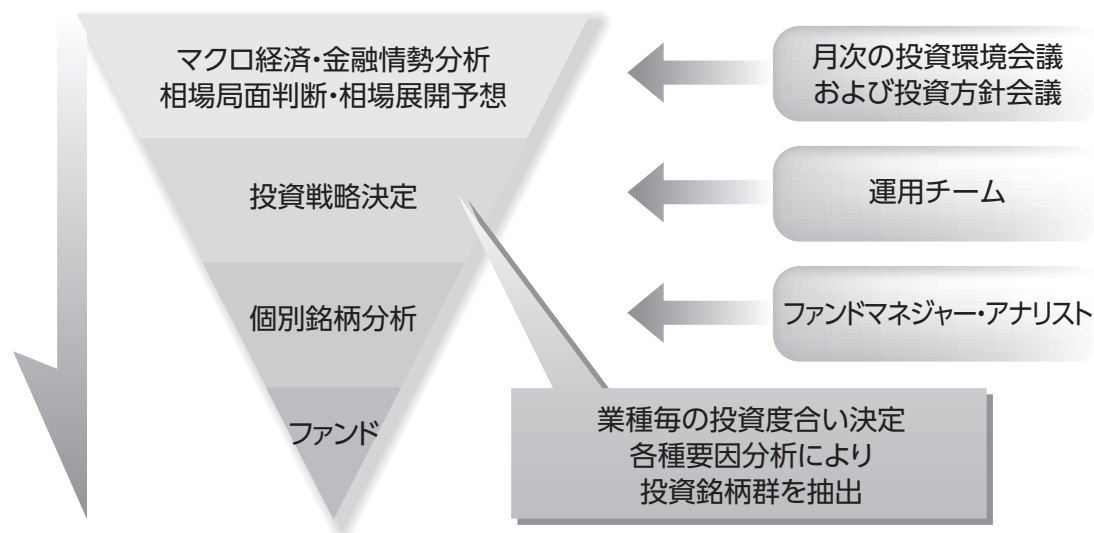 マクロ経済・金融情勢分析
相場局面判断・相場展開予想
月次の投資環境会議
および投資方針会議
投資戦略決定
運用チーム
個別銘柄分析
ファンドマネジャー・アナリスト
ファンド
業種毎の投資度合い決定
各種要因分析により
投資銘柄群を抽出